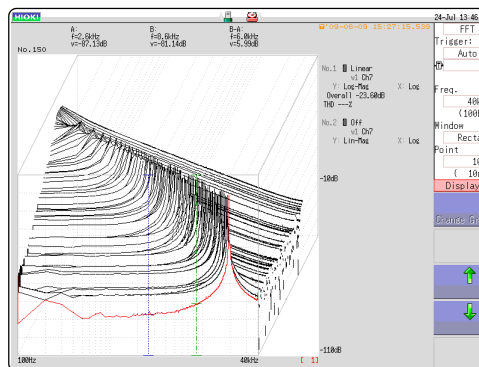 HIOKI
24-Jul 13:46
A:
f=2.6kHz
v=-87.13dB
B:
f=8.6kHz
v=-81.14dB
B-A:
f=6.0kHz
v=5.99dB
'09-06-09 15:27:15.539
No.150
No.1 Linear
v1 Ch7
Y: Log-Mag X: Log
Overall -23.60dB
THD ---%
No.2 Off
v1 Ch7
Y: Lin-Mag X: Log
-10dB
-110dB
100Hz
40kHz
[ 1]
FFT
Trigger:
Auto
Freq.
40k
(100
Window
Recta
Point
10
( 10
Display
Change Gr